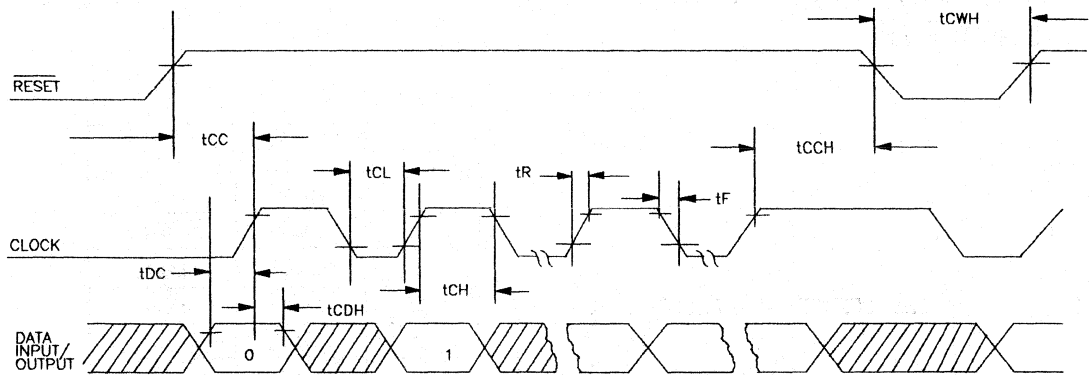 tCWH
RESET
tCC
tCCH
tCL
tR
tF
CLOCK
tDC
tCDH
tCH
DATA
INPUT/
OUTPUT
0
1